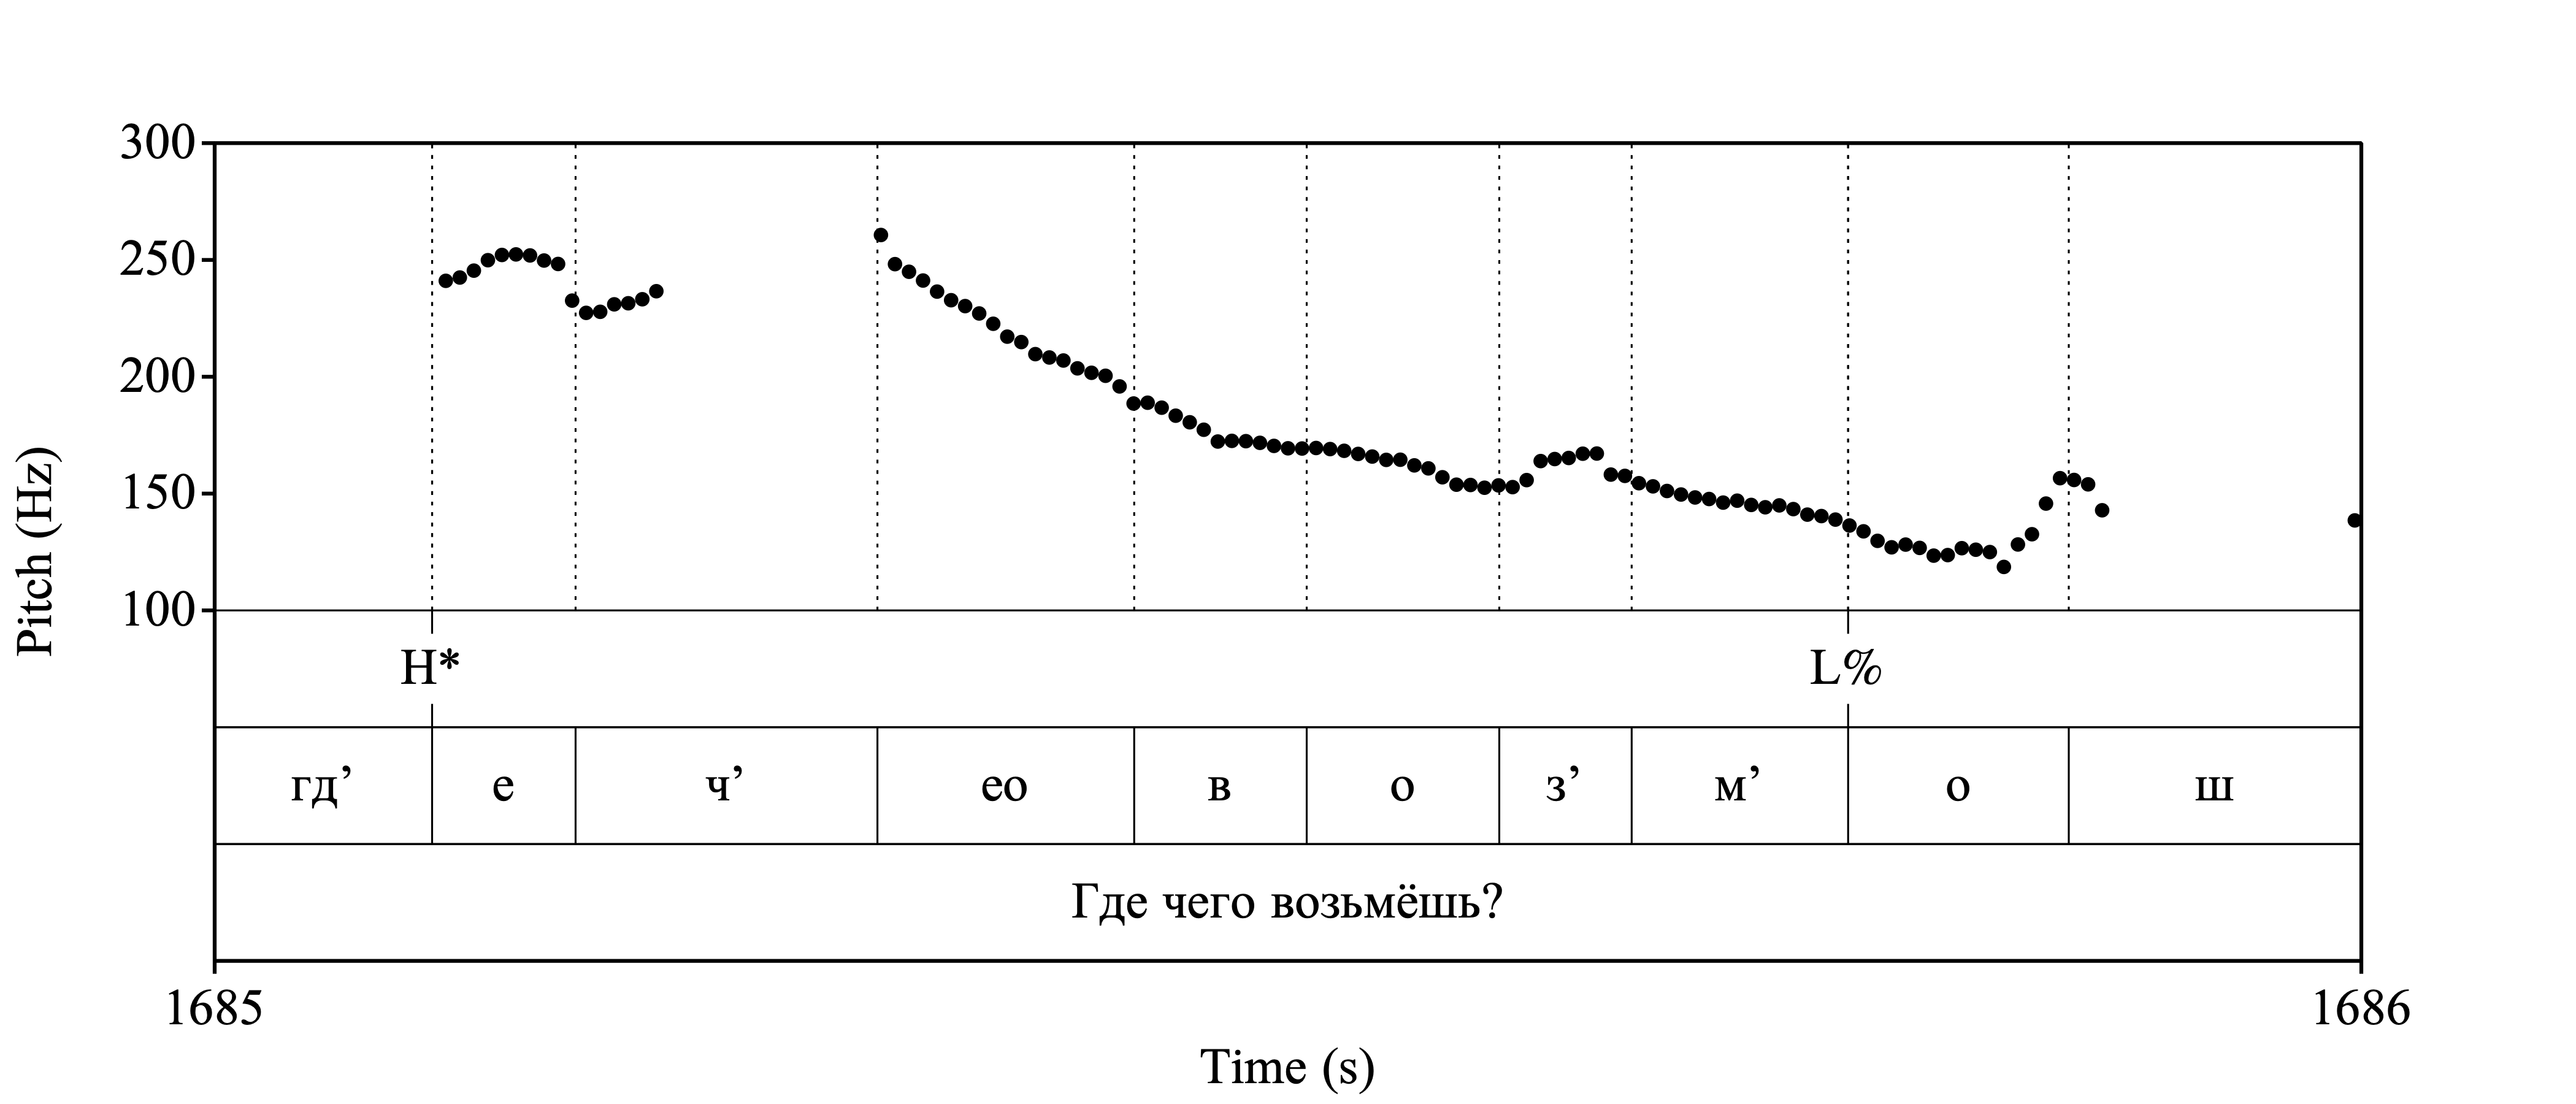 300
250
200
150
100
Pitch (Hz)
H* L%
гд’ е ч’ ео в о з’ м’ о ш
Где чего возьмёшь?
1685 1686
Time (s)